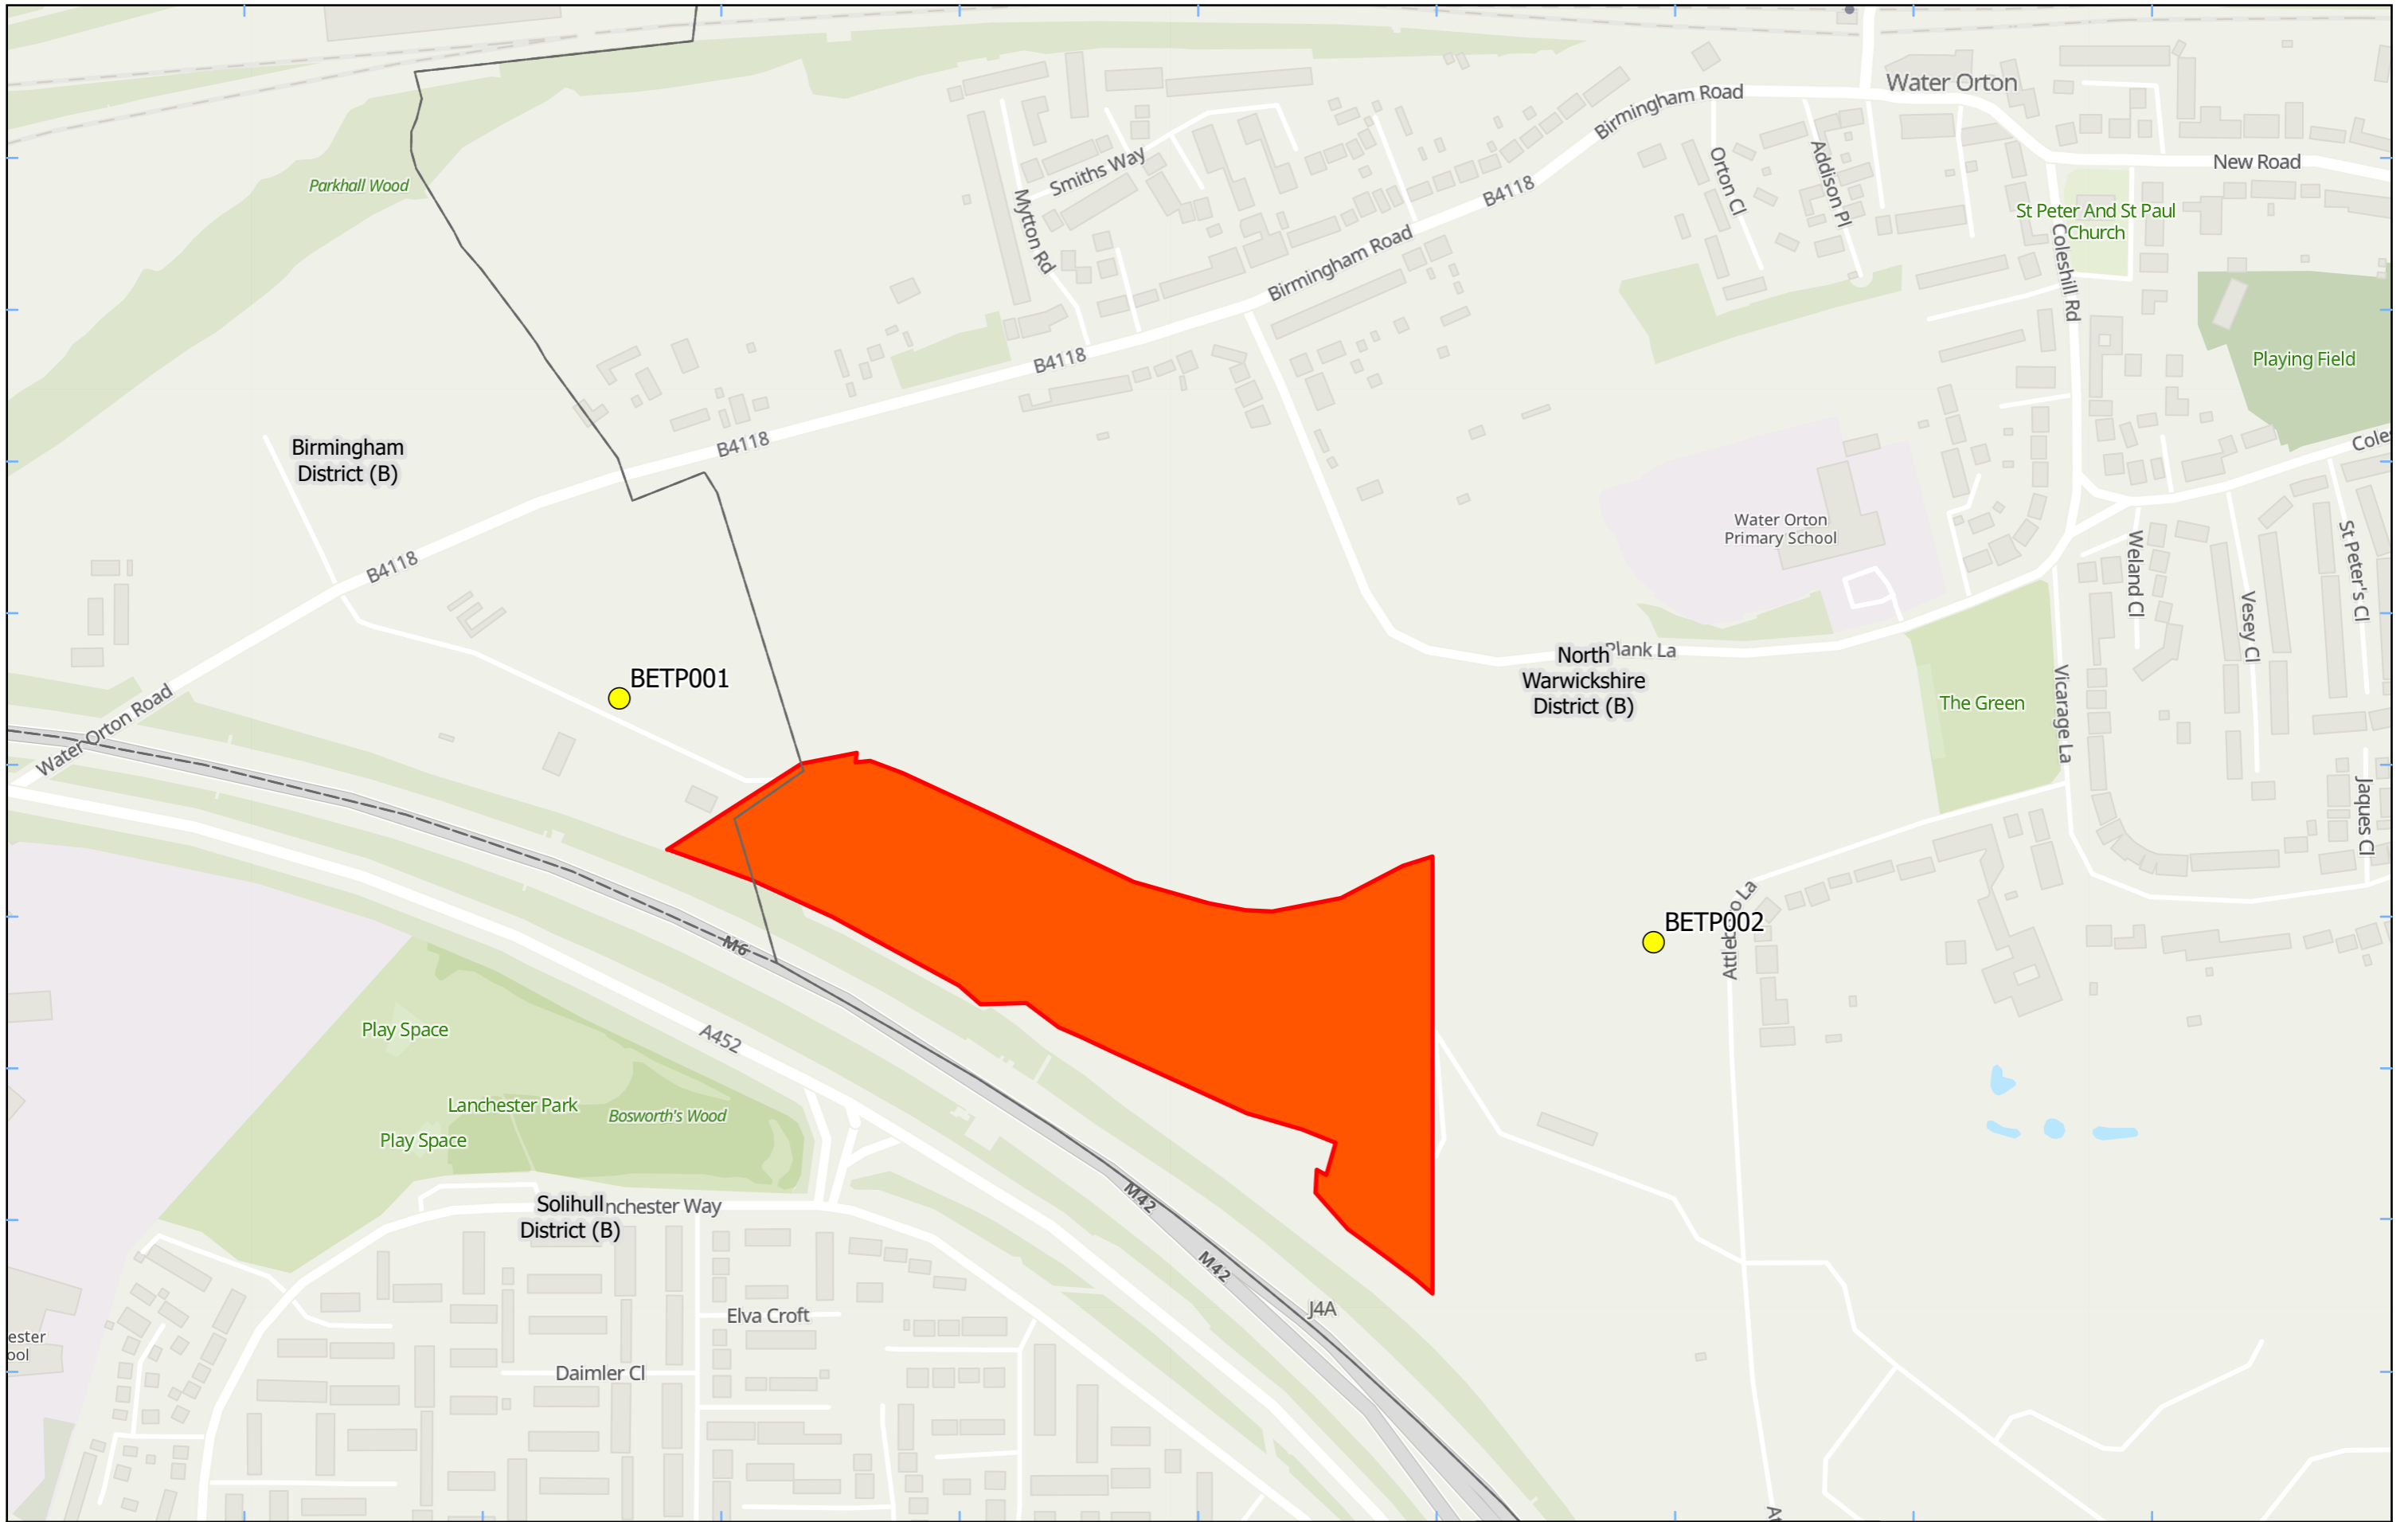 Water Orton
Birmingham Road
New Road
Smiths Way
Orton Cl
Addison Pl
Parkhall Wood
B4118
St Peter And St Paul
Church
Mytton Rd
Birmingham Road
Coleshill Rd
B4118
Playing Field
B4118
Birmingham
District (B)
Coles
B4118
Water Orton
Primary School
St Peter's Cl
Weland Cl
Vesey Cl
Plank La
North
Warwickshire
District (B)
BETP001
The Green
Vicarage La
Water Orton Road
Jaques Cl
BETP002
M6
A452
Play Space
Lanchester Park
Bosworth's Wood
Play Space
M42
Solihull
District (B)
nchester Way
M42
J4A
Elva Croft
ester
ool
Daimler Cl